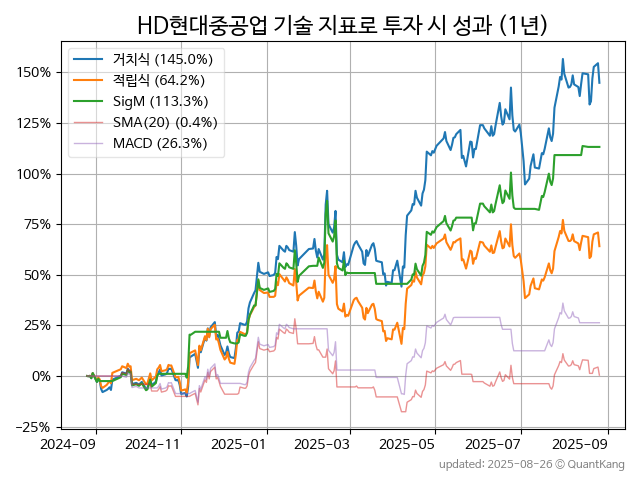 HD현대중공업 기술 지표로 투자 시 성과 (1년)
거치식 (145.0%)
적립식 (64.2%)
SigM (113.3%)
SMA(20) (0.4%)
MACD (26.3%)
150%
125%
100%
75%
50%
25%
0%
−25%
2024-09 2024-11 2025-01 2025-03 2025-05 2025-07 2025-09
updated: 2025-08-26 © QuantKang